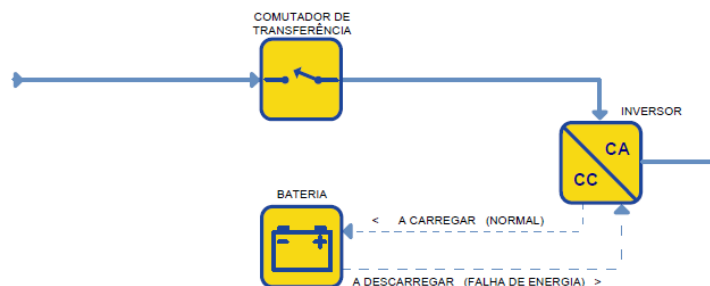 COMUTADOR DE
TRANSFERÊNCIA
INVERSOR
CA
CC
BATERIA
< A CARREGAR (NORMAL)
A DESCARREGAR (FALHA DE ENERGIA) >